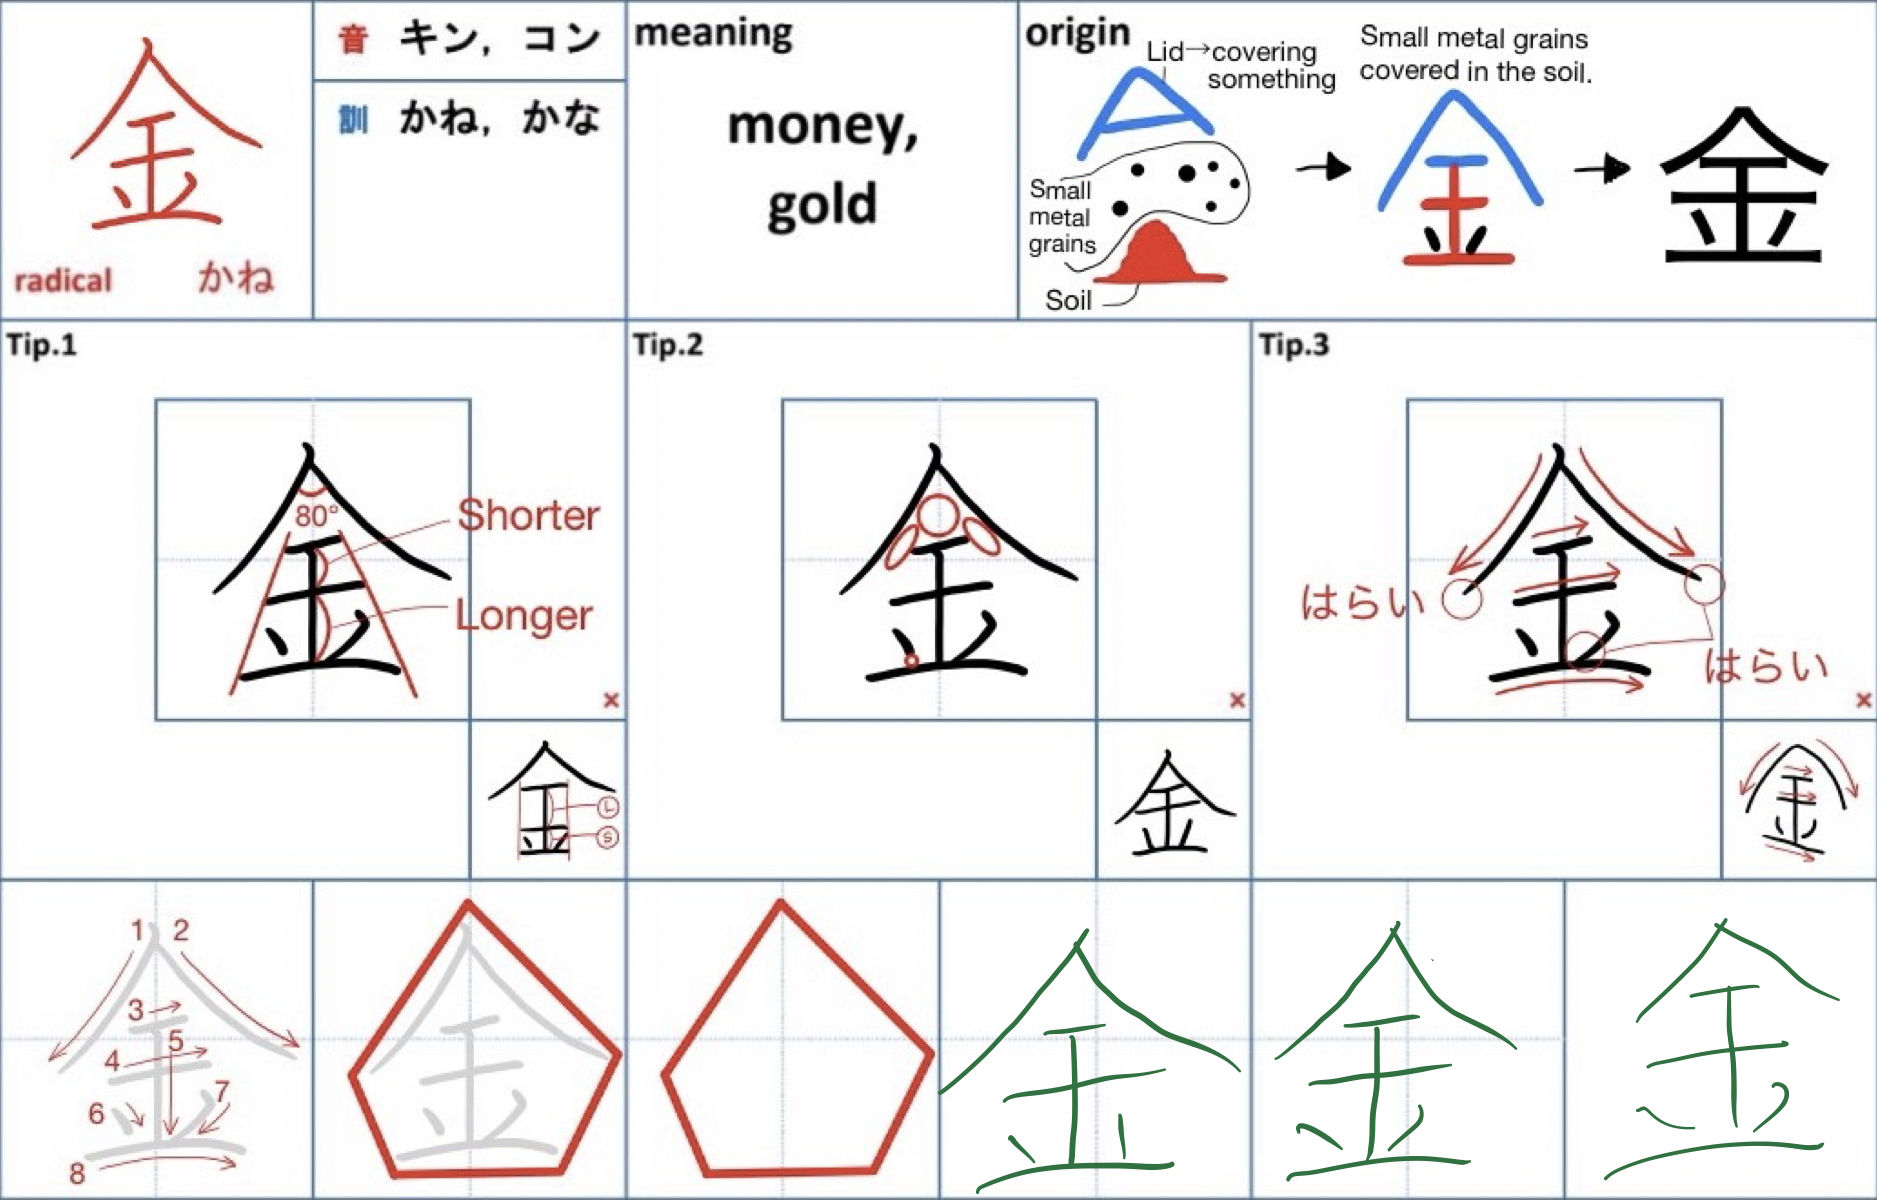 金
radical かね
音 キン, コン
訓 かね, かな
meaning
money,
gold
origin
Lid→covering
something
Small
metal
grains
Soil
Small metal grains
covered in the soil.
金
金
Tip.1
金
80°
Shorter
Longer
×
金
L
S
Tip.2
金
×
金
Tip.3
金
はらい
はらい
×
金
金
1 2
3
4 5
6 7
8
金
金
金
金